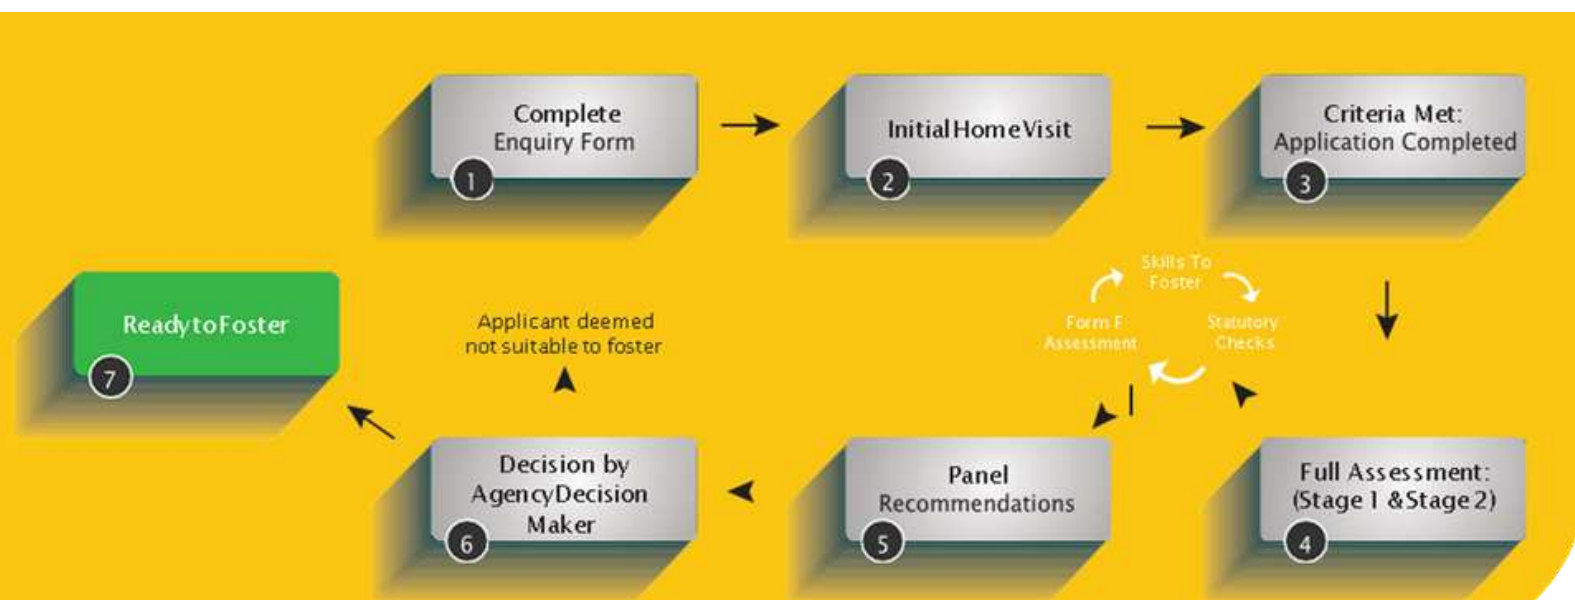 Complete
Enquiry Form
1
Initial Home Visit
2
Criteria Met:
Application Completed
3
Skills To
Foster
Statutory
Checks
Form F
Assessment
Full Assessment:
(Stage 1 & Stage 2)
4
Panel
Recommendations
5
Decision by
Agency Decision
Maker
6
Applicant deemed
not suitable to foster
Ready to Foster
7